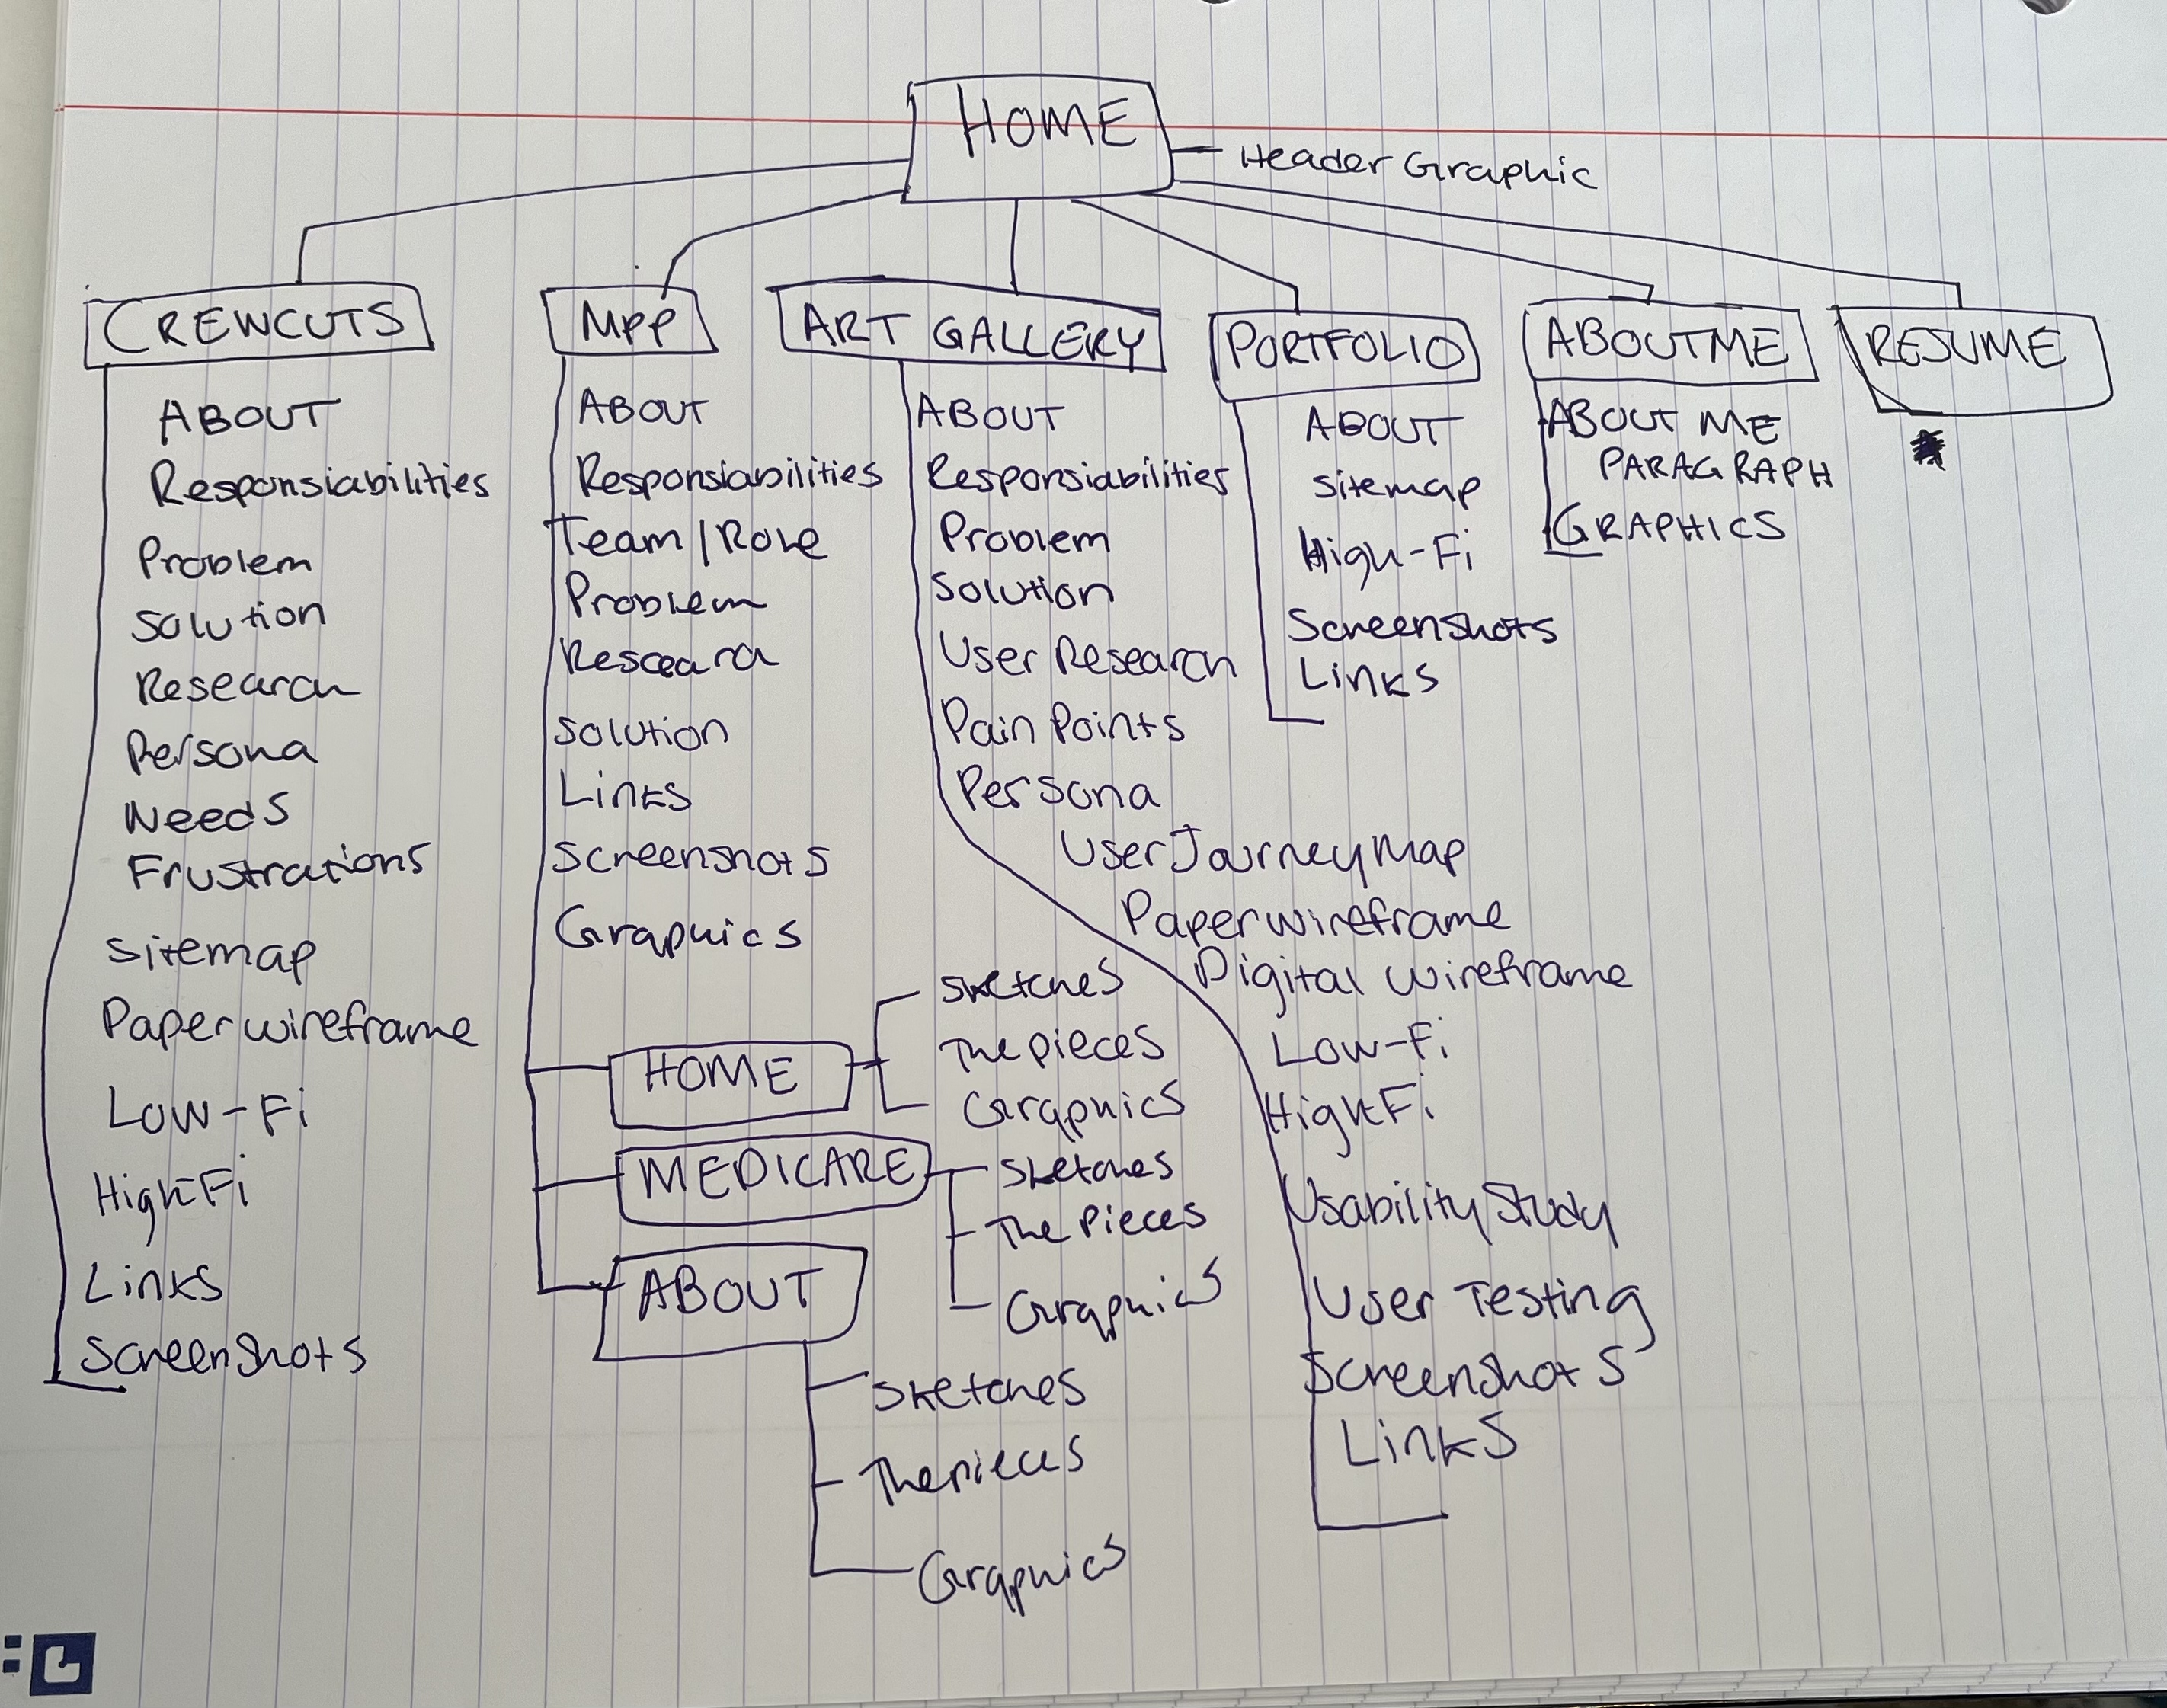 HOME
Header Graphic
CREWCUTS
ABOUT
Responsiabilities
Problem
Solution
Research
Persona
Needs
Frustrations
Sitemap
Paper wireframe
Low-Fi
High-Fi
Links
Screenshots
MPP
ABOUT
Responsiabilities
Team/Role
Problem
Solution
Links
Screenshots
Graphics
HOME
Sketches
The pieces
Graphics
MEDICARE
Sketches
The Pieces
Graphics
ABOUT
Sketches
The pieces
Graphics
ART GALLERY
ABOUT
Responsiabilities
Problem
Solution
User Research
Pain Points
Persona
User Journey Map
Paper wireframe
Digital wireframe
Low-Fi
High-Fi
Usability Study
User Testing
Screenshots
Links
PORTFOLIO
ABOUT
Sitemap
High-Fi
Screenshots
Links
ABOUT ME
ABOUT ME
PARAGRAPH
GRAPHICS
RESUME